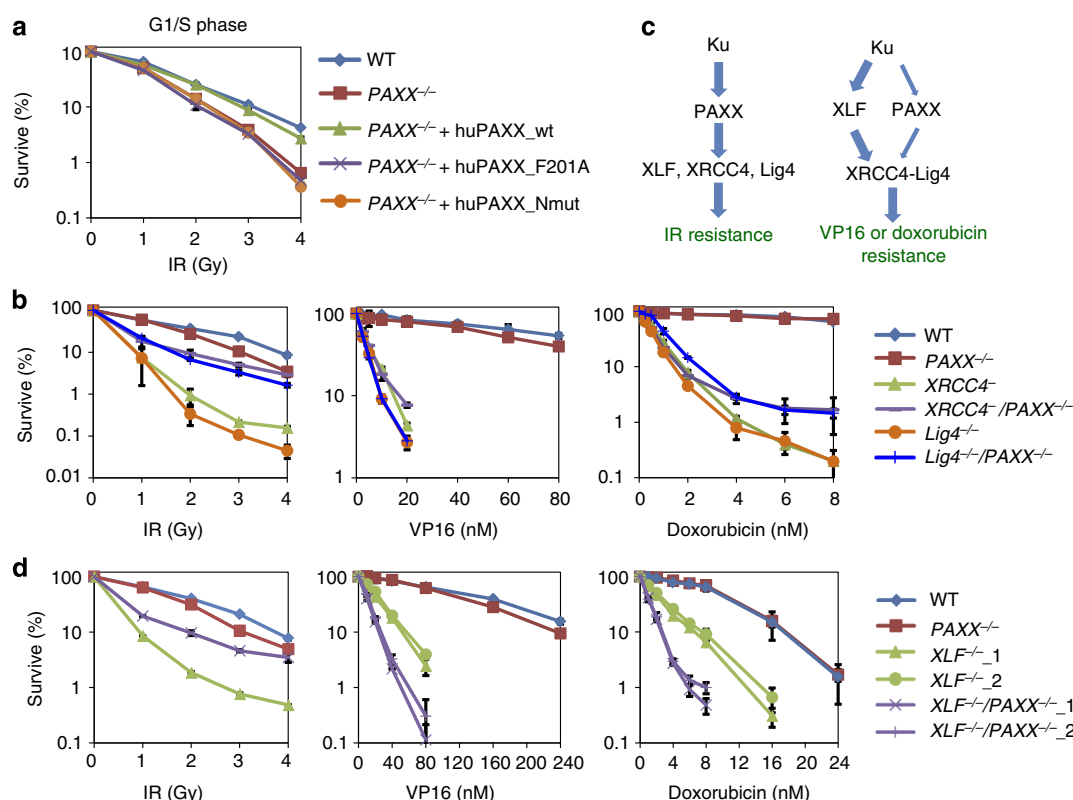 a
G1/S phase
Survive (%)
10
10
1
0.1
0 1 2 3 4
IR (Gy)
WT
PAXX–/–
PAXX–/– + huPAXX_wt
PAXX–/– + huPAXX_F201A
PAXX–/– + huPAXX_Nmut
c
Ku
PAXX
XLF, XRCC4, Lig4
IR resistance
Ku
XLF PAXX
XRCC4-Lig4
VP16 or doxorubicin
resistance
b
Survive (%)
100
10
1
0.1
0.01
0 1 2 3 4
IR (Gy)
100
10
1
0 20 40 60 80
VP16 (nM)
100
10
1
0.1
0 2 4 6 8
Doxorubicin (nM)
WT
PAXX–/–
XRCC4–
XRCC4–/PAXX–/–
Lig4–/–
Lig4–/–/PAXX–/–
d
Survive (%)
100
10
1
0.1
0 1 2 3 4
IR (Gy)
100
10
1
0.1
0 40 80 120 160 200 240
VP16 (nM)
100
10
1
0.1
0 4 8 12 16 24
Doxorubicin (nM)
WT
PAXX–/–
XLF–/–_1
XLF–/–_2
XLF–/–/PAXX–/–_1
XLF–/–/PAXX–/–_2